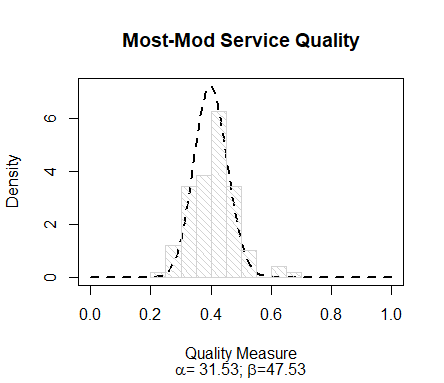 Most-Mod Service Quality
Density
6
4
2
0
0.0 0.2 0.4 0.6 0.8 1.0
Quality Measure
α= 31.53; β=47.53